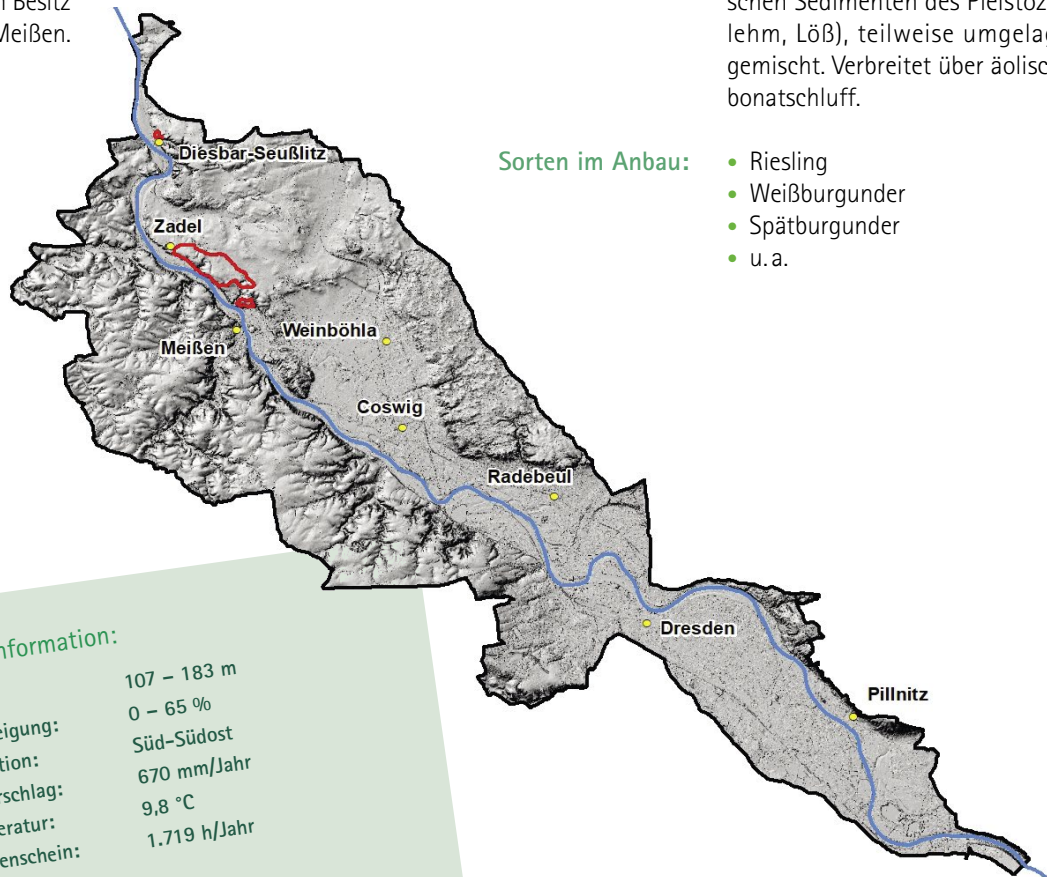 Besitz
Meißen.
schen Sedimenten des Pleistoz
lehm, Löß), teilweise umgelag
gemischt. Verbreitet über äolisc
bonatschluff.
Sorten im Anbau:
• Riesling
• Weißburgunder
• Spätburgunder
• u. a.
Diesbar-Seußlitz
Zadel
Meißen
Weinböhla
Coswig
Radebeul
Dresden
Pillnitz
nformation:
107 – 183 m
eigung: 0 – 65 %
tion: Süd-Südost
rschlag: 670 mm/Jahr
eratur: 9,8 °C
enschein: 1.719 h/Jahr